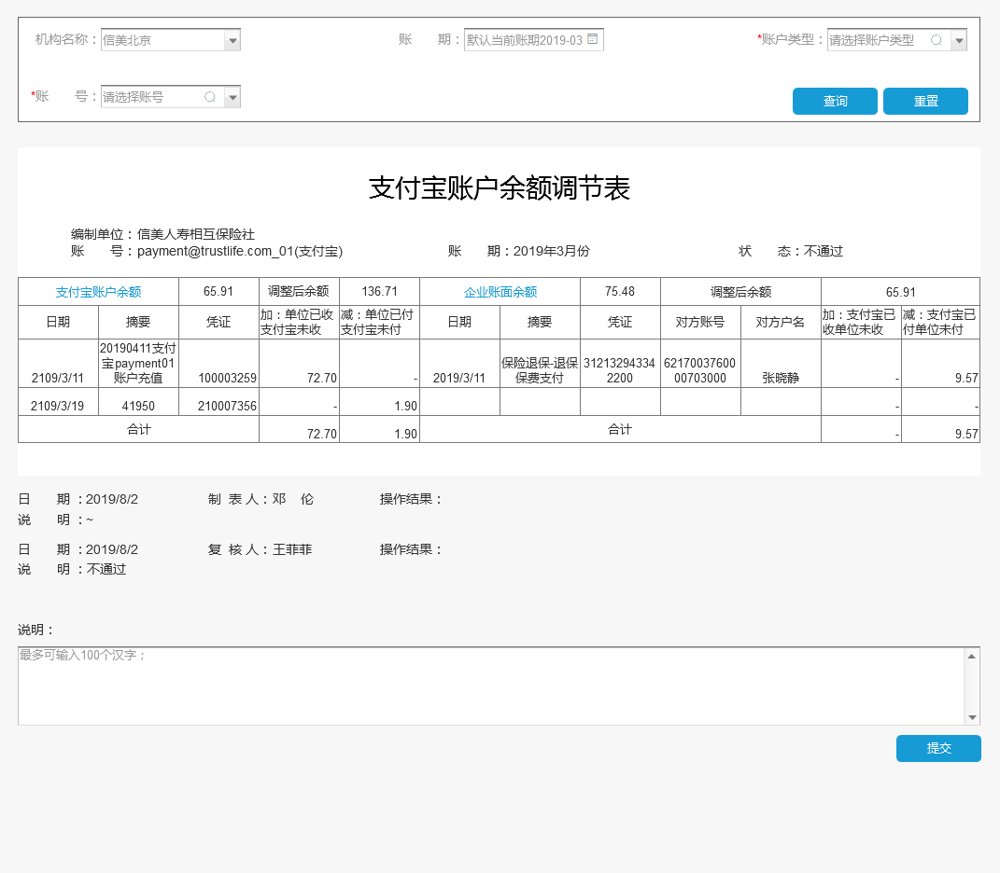 机构名称：信美北京 账 期：默认当前账期2019-03 *账户类型：请选择账户类型
*账 号：请选择账号 查询 重置
支付宝账户余额调节表
编制单位：信美人寿相互保险社
账 号：payment@trustlife.com_01(支付宝) 账 期：2019年3月份 状 态：不通过
支付宝账户余额 65.91 调整后余额 136.71 企业账面余额 75.48 调整后余额 65.91
日期 摘要 凭证 加：单位已收支付宝未收 减：单位已付支付宝未付 日期 摘要 凭证 对方账号 对方户名 加：支付宝已收单位未收 减：支付宝已付单位未付
2109/3/11 20190411支付宝payment01账户充值 100003259 72.70 - 2019/3/11 保险退保-退保保费支付 312132943342200 6217003760000703000 张晓静 - 9.57
2109/3/19 41950 210007356 - 1.90 - -
合计 72.70 1.90 合计 - 9.57
日 期 ：2019/8/2 制 表 人：邓 伦 操作结果：
说 明 ：~
日 期 ：2019/8/2 复 核 人：王菲菲 操作结果：
说 明 ：不通过
说明：
最多可输入100个汉字；
提交